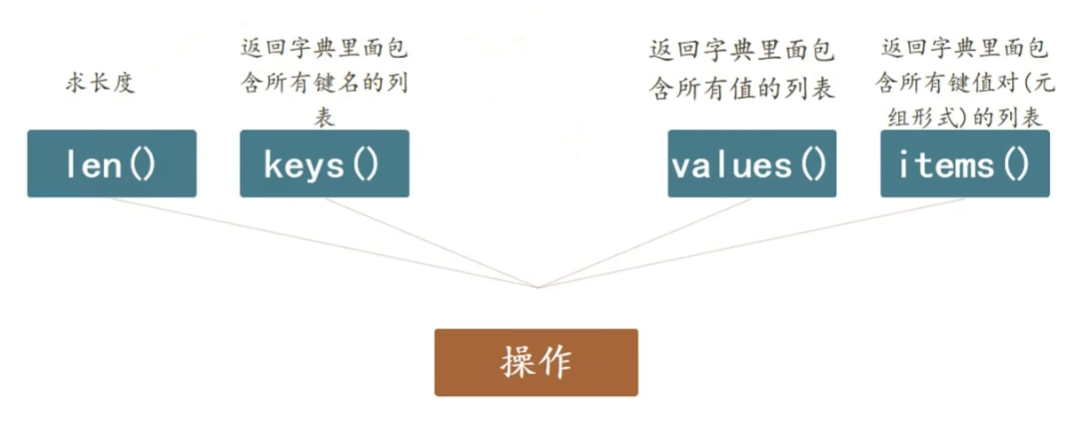 求长度
返回字典里面包
含所有键名的列
表
返回字典里面包
含所有值的列表
返回字典里面包
含所有键值对(元
组形式)的列表
len()
keys()
values()
items()
操作